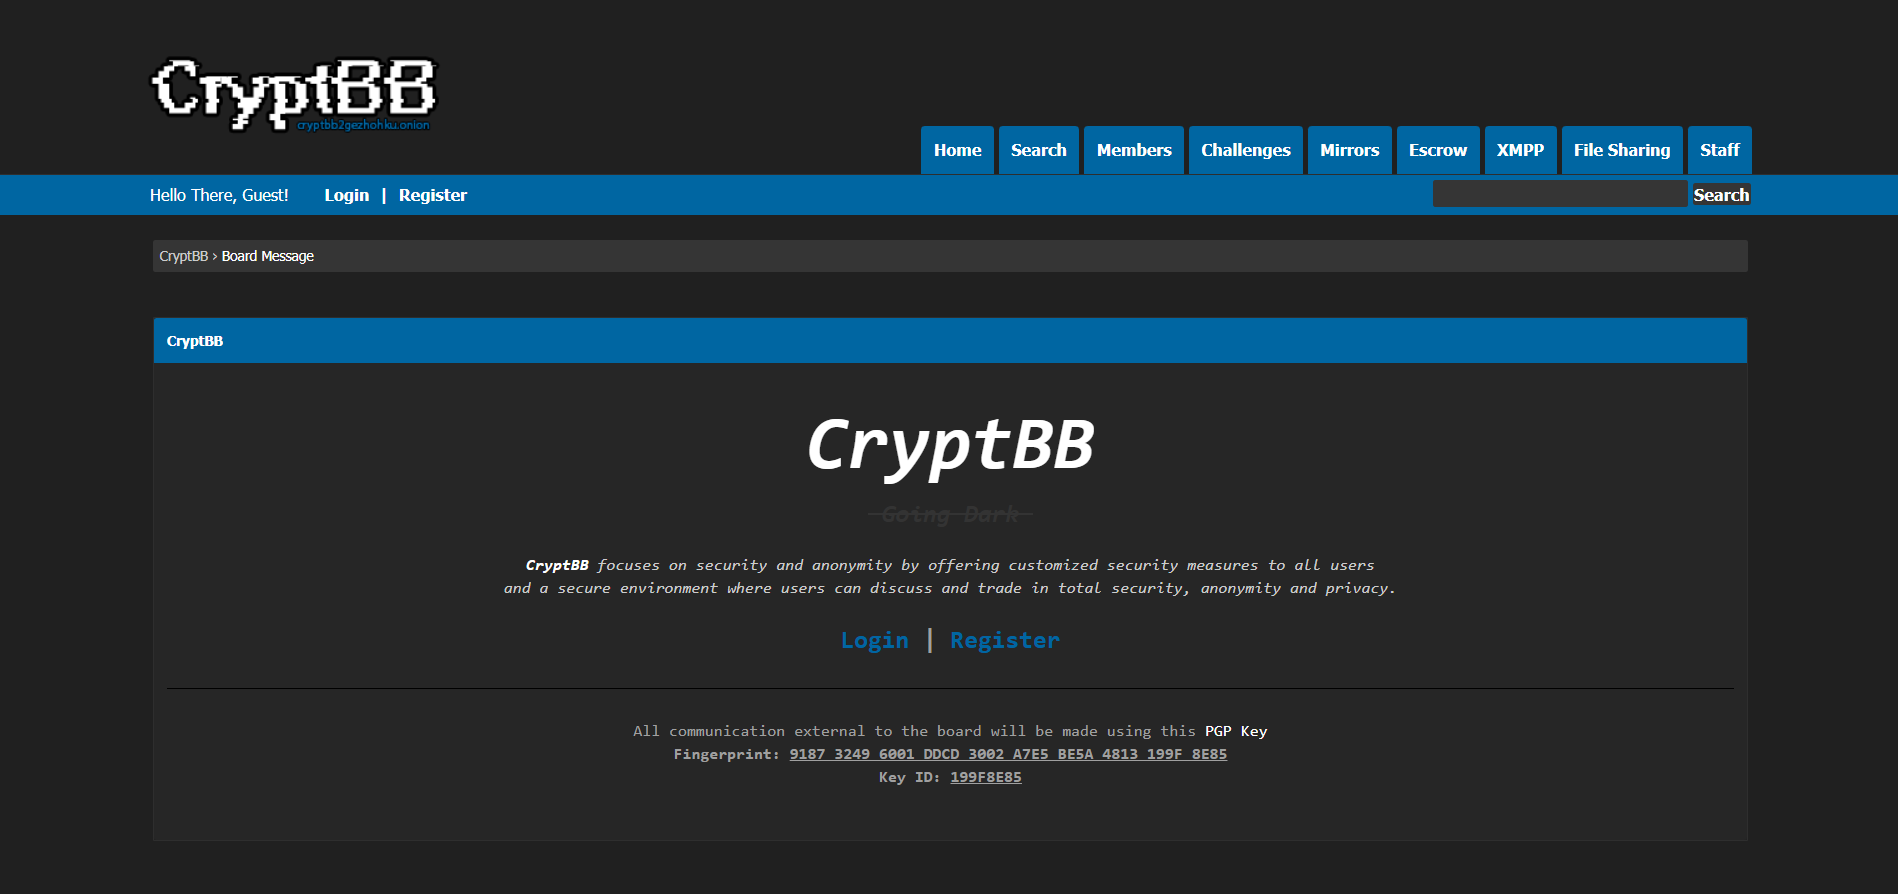 CryptBB
cryptbb2gezhohku.onion
Home Search Members Challenges Mirrors Escrow XMPP File Sharing Staff
Hello There, Guest! Login | Register Search
CryptBB › Board Message
CryptBB
CryptBB
Going Dark
CryptBB focuses on security and anonymity by offering customized security measures to all users
and a secure environment where users can discuss and trade in total security, anonymity and privacy.
Login | Register
All communication external to the board will be made using this PGP Key
Fingerprint: 9187 3249 6001 DDCD 3002 A7E5 BE5A 4813 199F 8E85
Key ID: 199F8E85